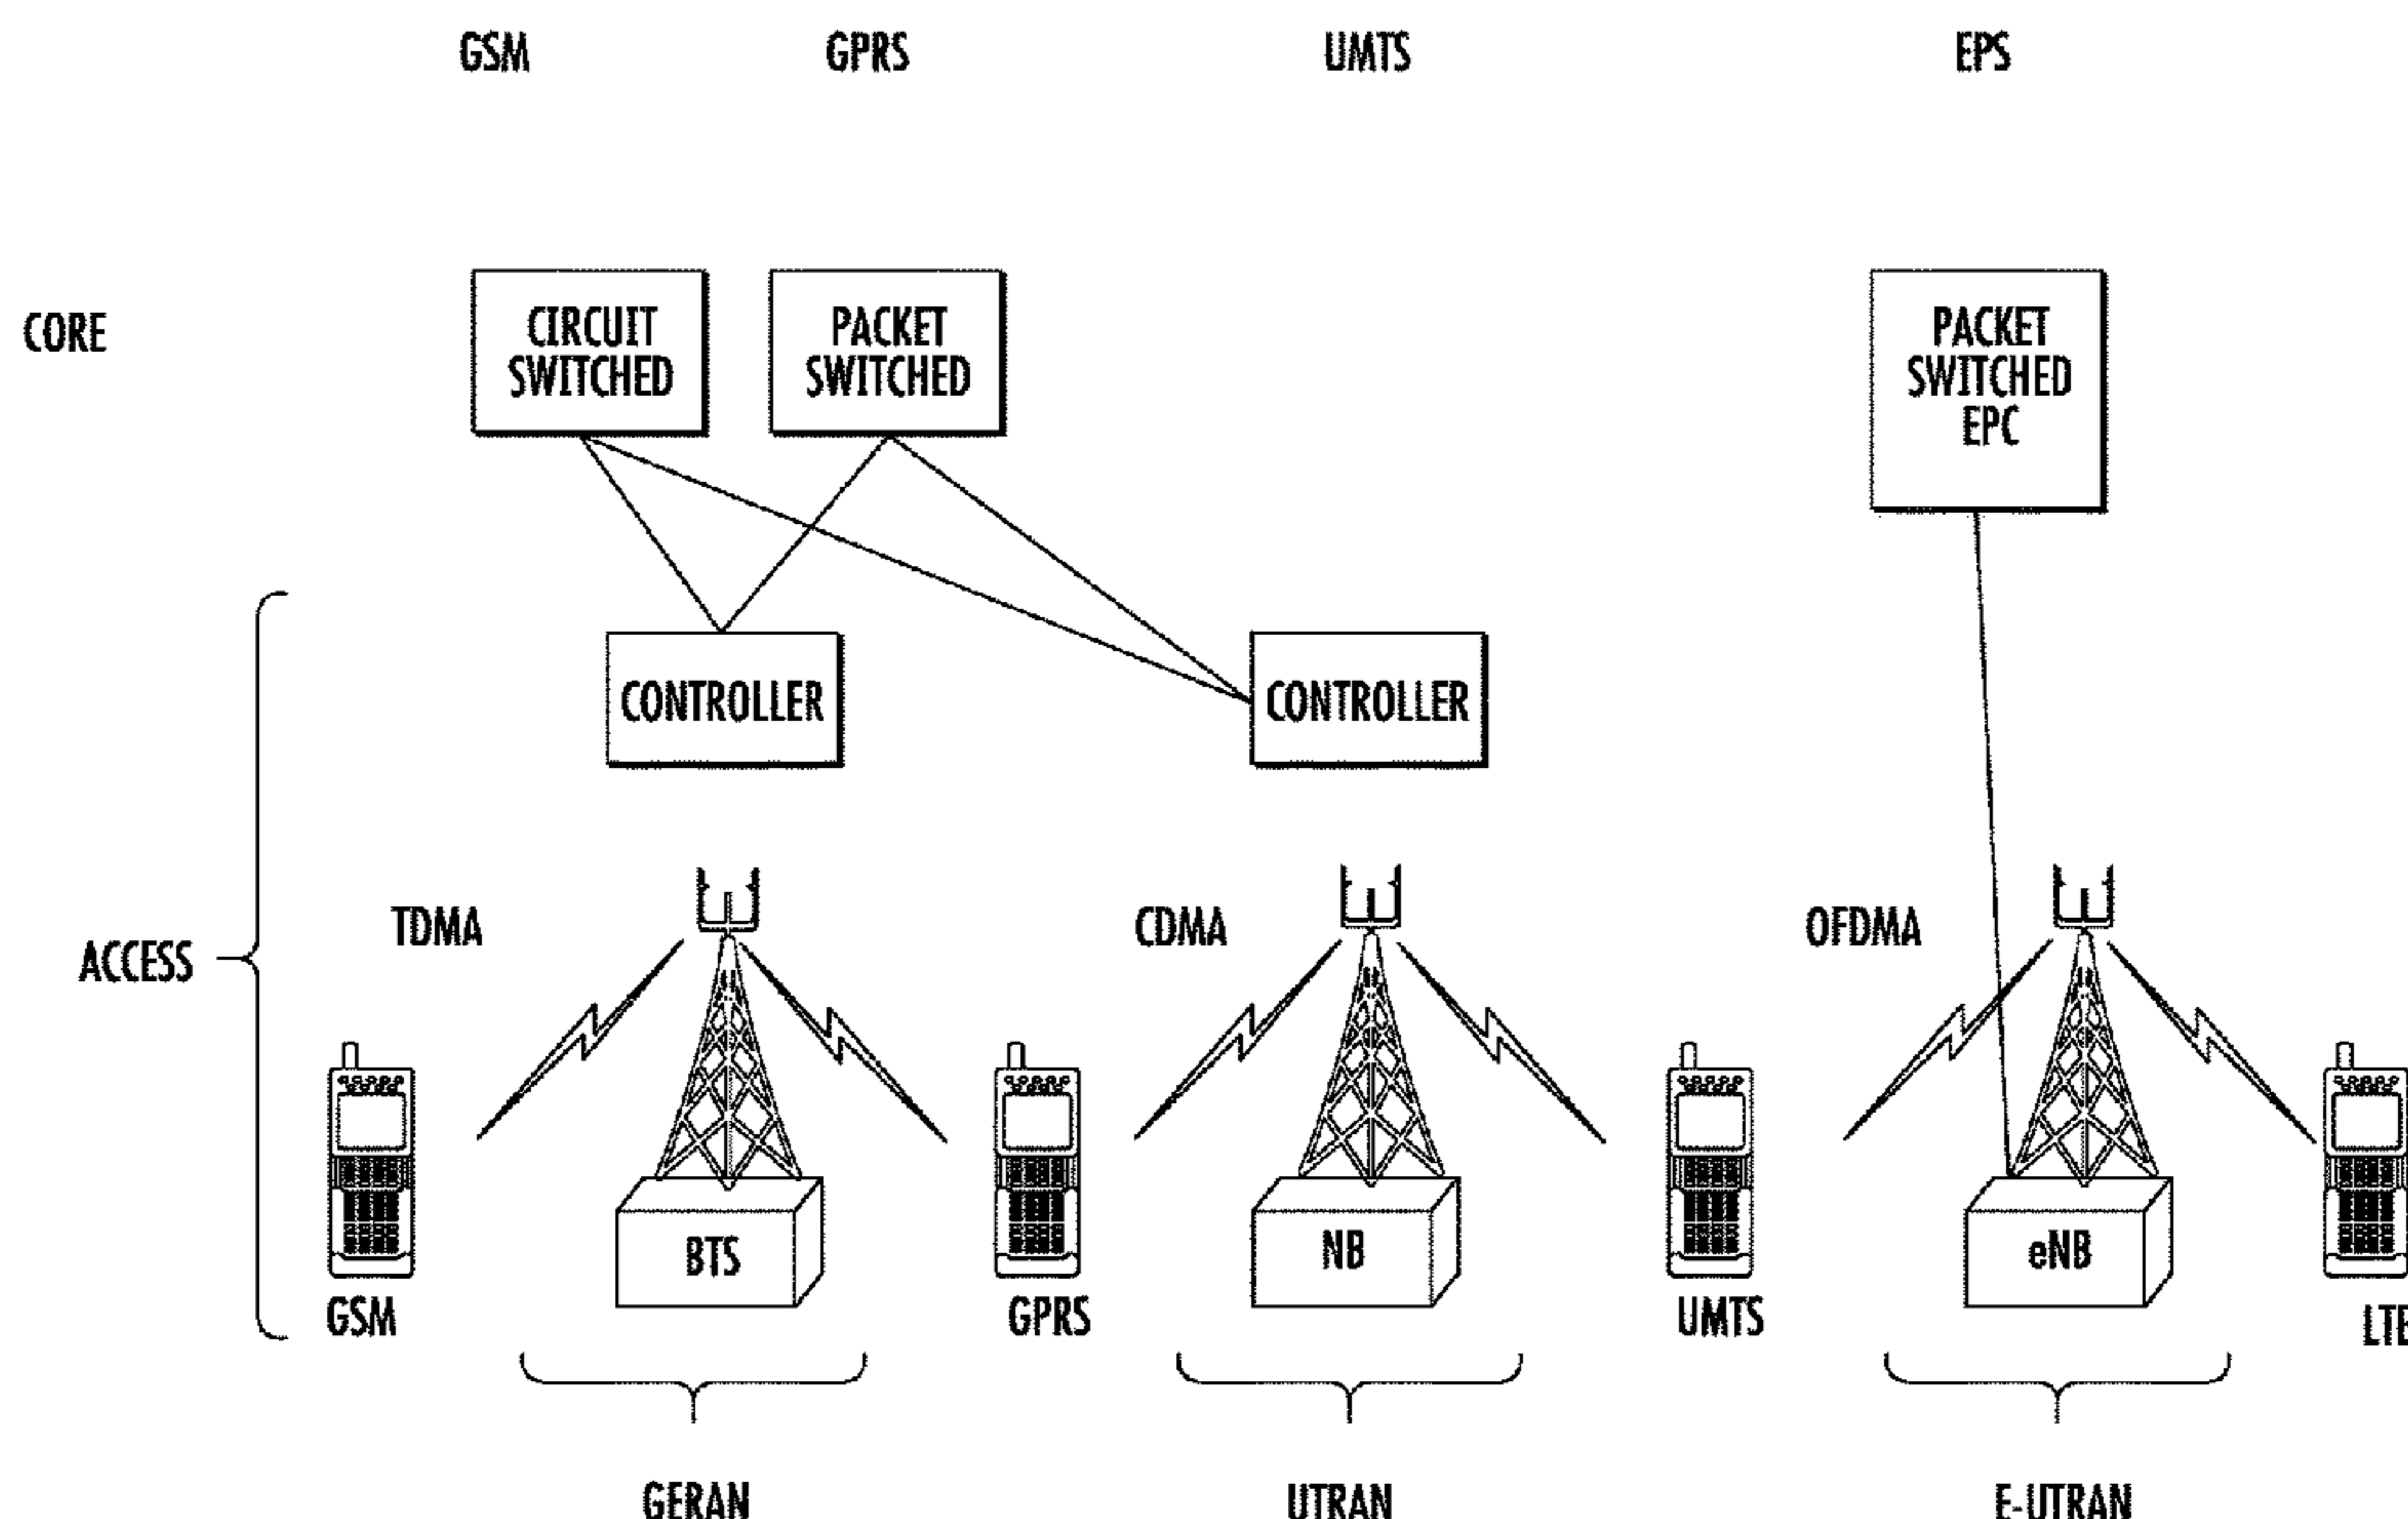 GSM
GPRS
UMTS
EPS
CORE
CIRCUIT
SWITCHED
PACKET
SWITCHED
PACKET
SWITCHED
EPC
CONTROLLER
CONTROLLER
ACCESS
TDMA
CDMA
OFDMA
BTS
NB
eNB
GSM
GPRS
UMTS
LTE
GERAN
UTRAN
E-UTRAN